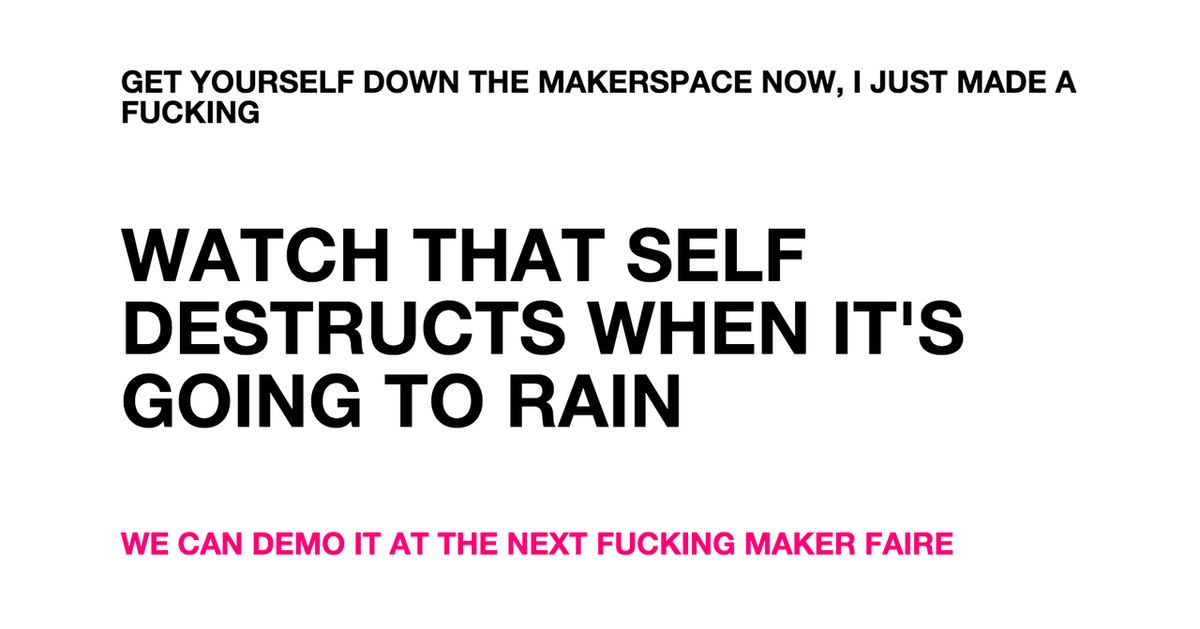 GET YOURSELF DOWN THE MAKERSPACE NOW, I JUST MADE A
FUCKING
WATCH THAT SELF
DESTRUCTS WHEN IT'S
GOING TO RAIN
WE CAN DEMO IT AT THE NEXT FUCKING MAKER FAIRE